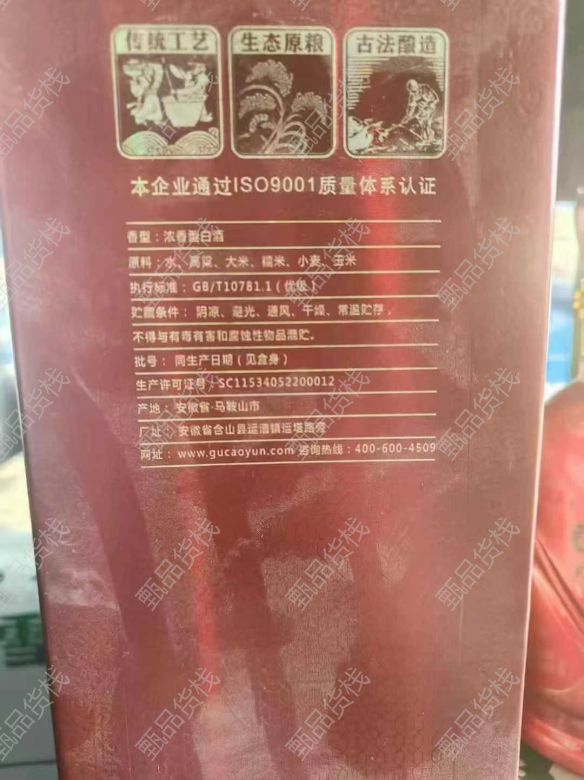 传统工艺 生态原粮 古法酿造
本企业通过ISO9001质量体系认证
香型：浓香型白酒
原料：水、高粱、大米、糯米、小麦、玉米
执行标准：GB/T10781.1（优级）
贮藏条件：阴凉、避光、通风、干燥、常温贮存，
不得与有毒有害和腐蚀性物品混贮。
批号：同生产日期（见盒身）
生产许可证号：SC11534052200012
产地：安徽省·马鞍山市
厂址：安徽省含山县运漕镇运塔路旁
网址：www.gucaoyun.com 咨询热线：400-600-4509
甄品货栈